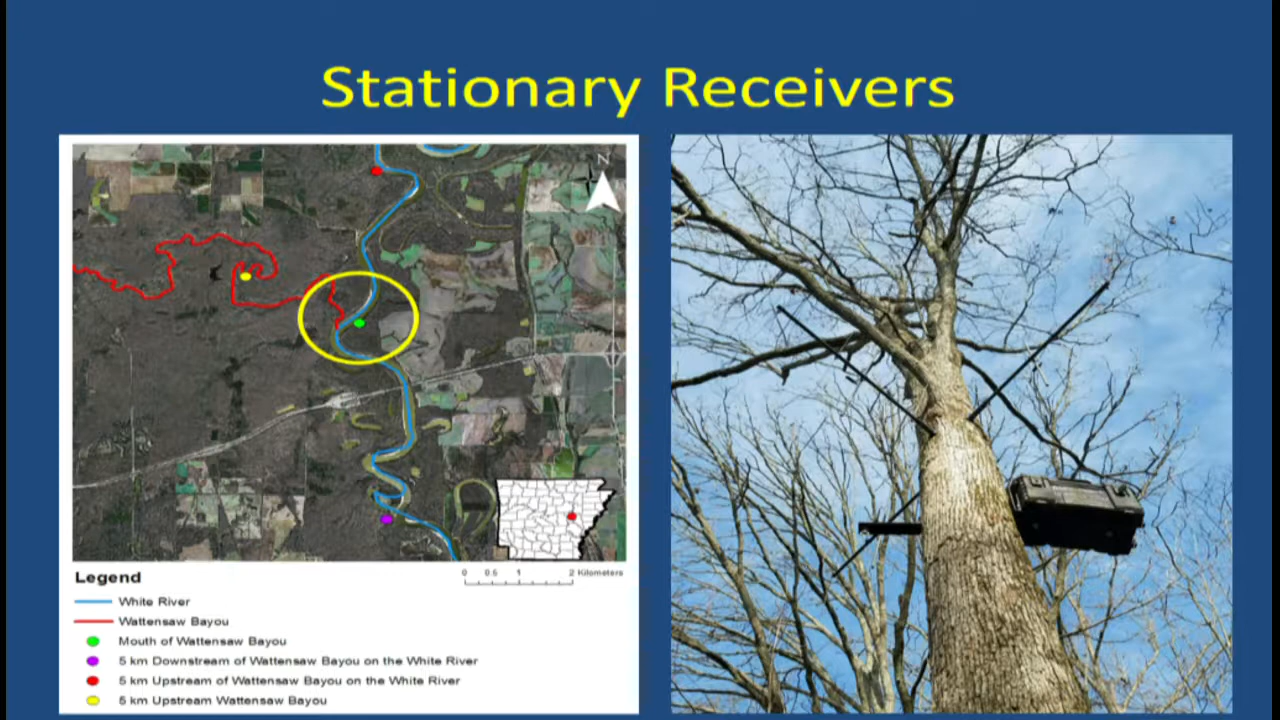 Stationary Receivers
N
0 0.5 1 2 Kilometers
Legend
White River
Wattensaw Bayou
Mouth of Wattensaw Bayou
5 km Downstream of Wattensaw Bayou on the White River
5 km Upstream of Wattensaw Bayou on the White River
5 km Upstream Wattensaw Bayou